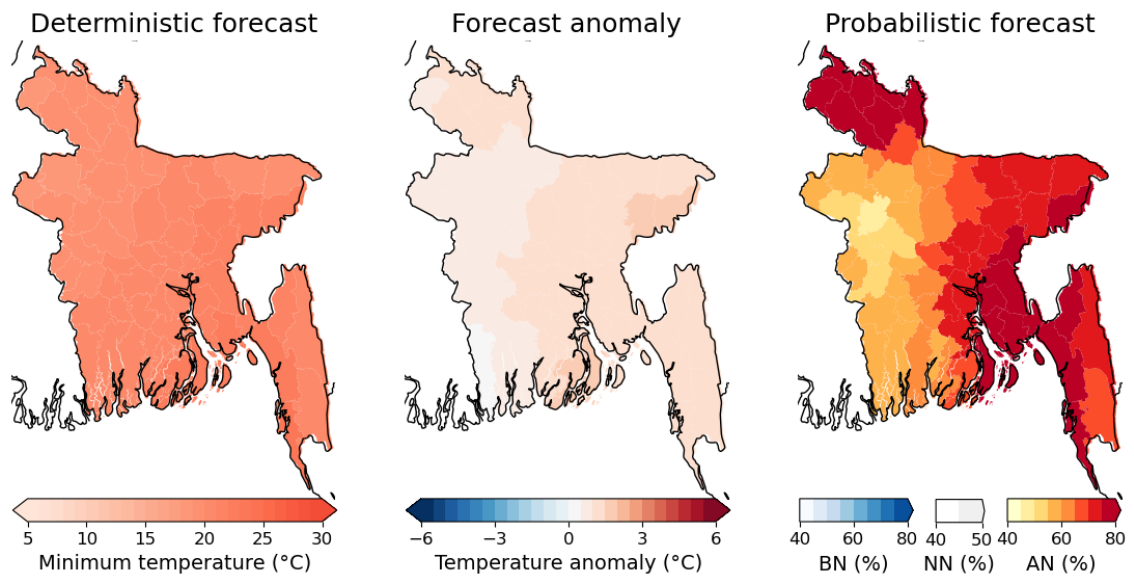 Deterministic forecast
Forecast anomaly
Probabilistic forecast
5 10 15 20 25 30
Minimum temperature (°C)
−6 −3 0 3 6
Temperature anomaly (°C)
40 60 80
BN (%)
40 50
NN (%)
40 60 80
AN (%)